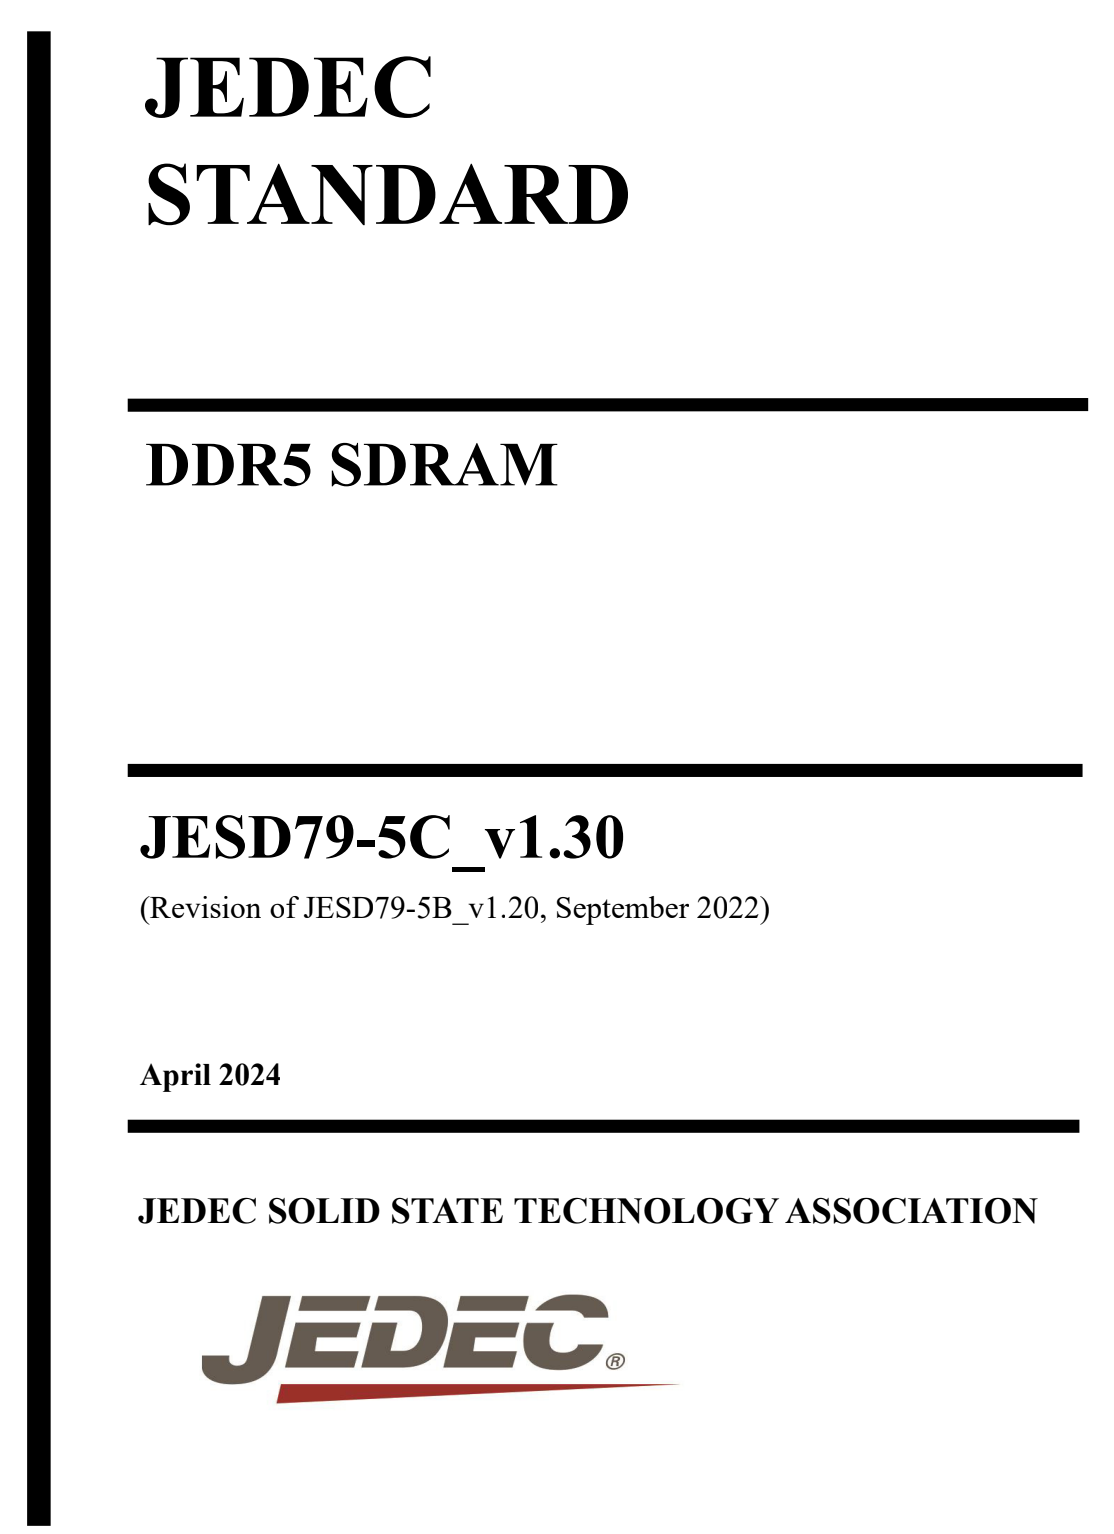 JEDEC
STANDARD
DDR5 SDRAM
JESD79-5C_v1.30
(Revision of JESD79-5B_v1.20, September 2022)
April 2024
JEDEC SOLID STATE TECHNOLOGY ASSOCIATION
JEDEC®